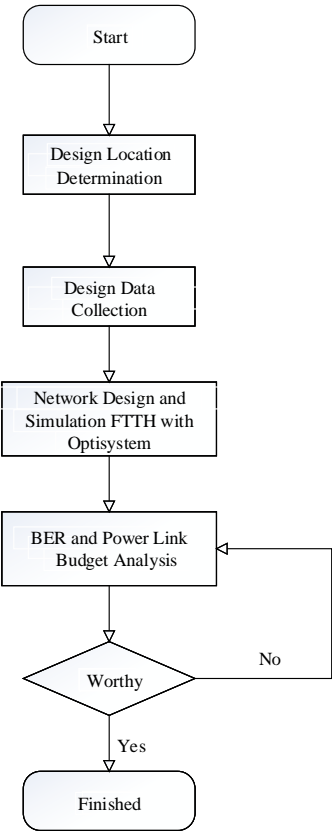 Start
Design Location
Determination
Design Data
Collection
Network Design and
Simulation FTTH with
Optisystem
BER and Power Link
Budget Analysis
Worthy
No
Yes
Finished